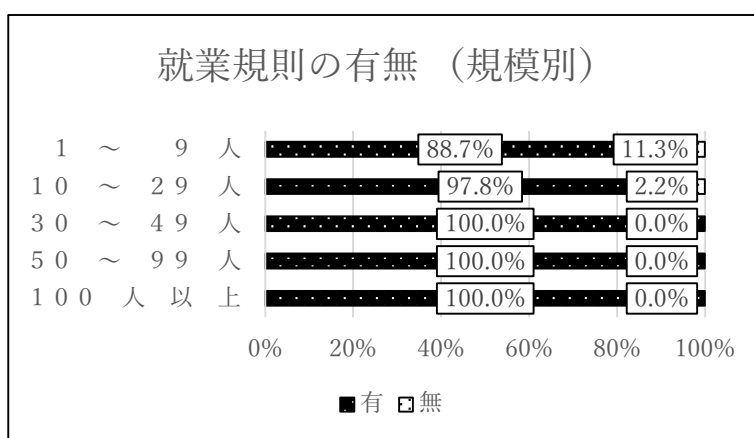 就業規則の有無 （規模別）
1 ～ 9 人 88.7% 11.3%
10 ～ 29 人 97.8% 2.2%
30 ～ 49 人 100.0% 0.0%
50 ～ 99 人 100.0% 0.0%
100 人 以 上 100.0% 0.0%
0% 20% 40% 60% 80% 100%
有 無